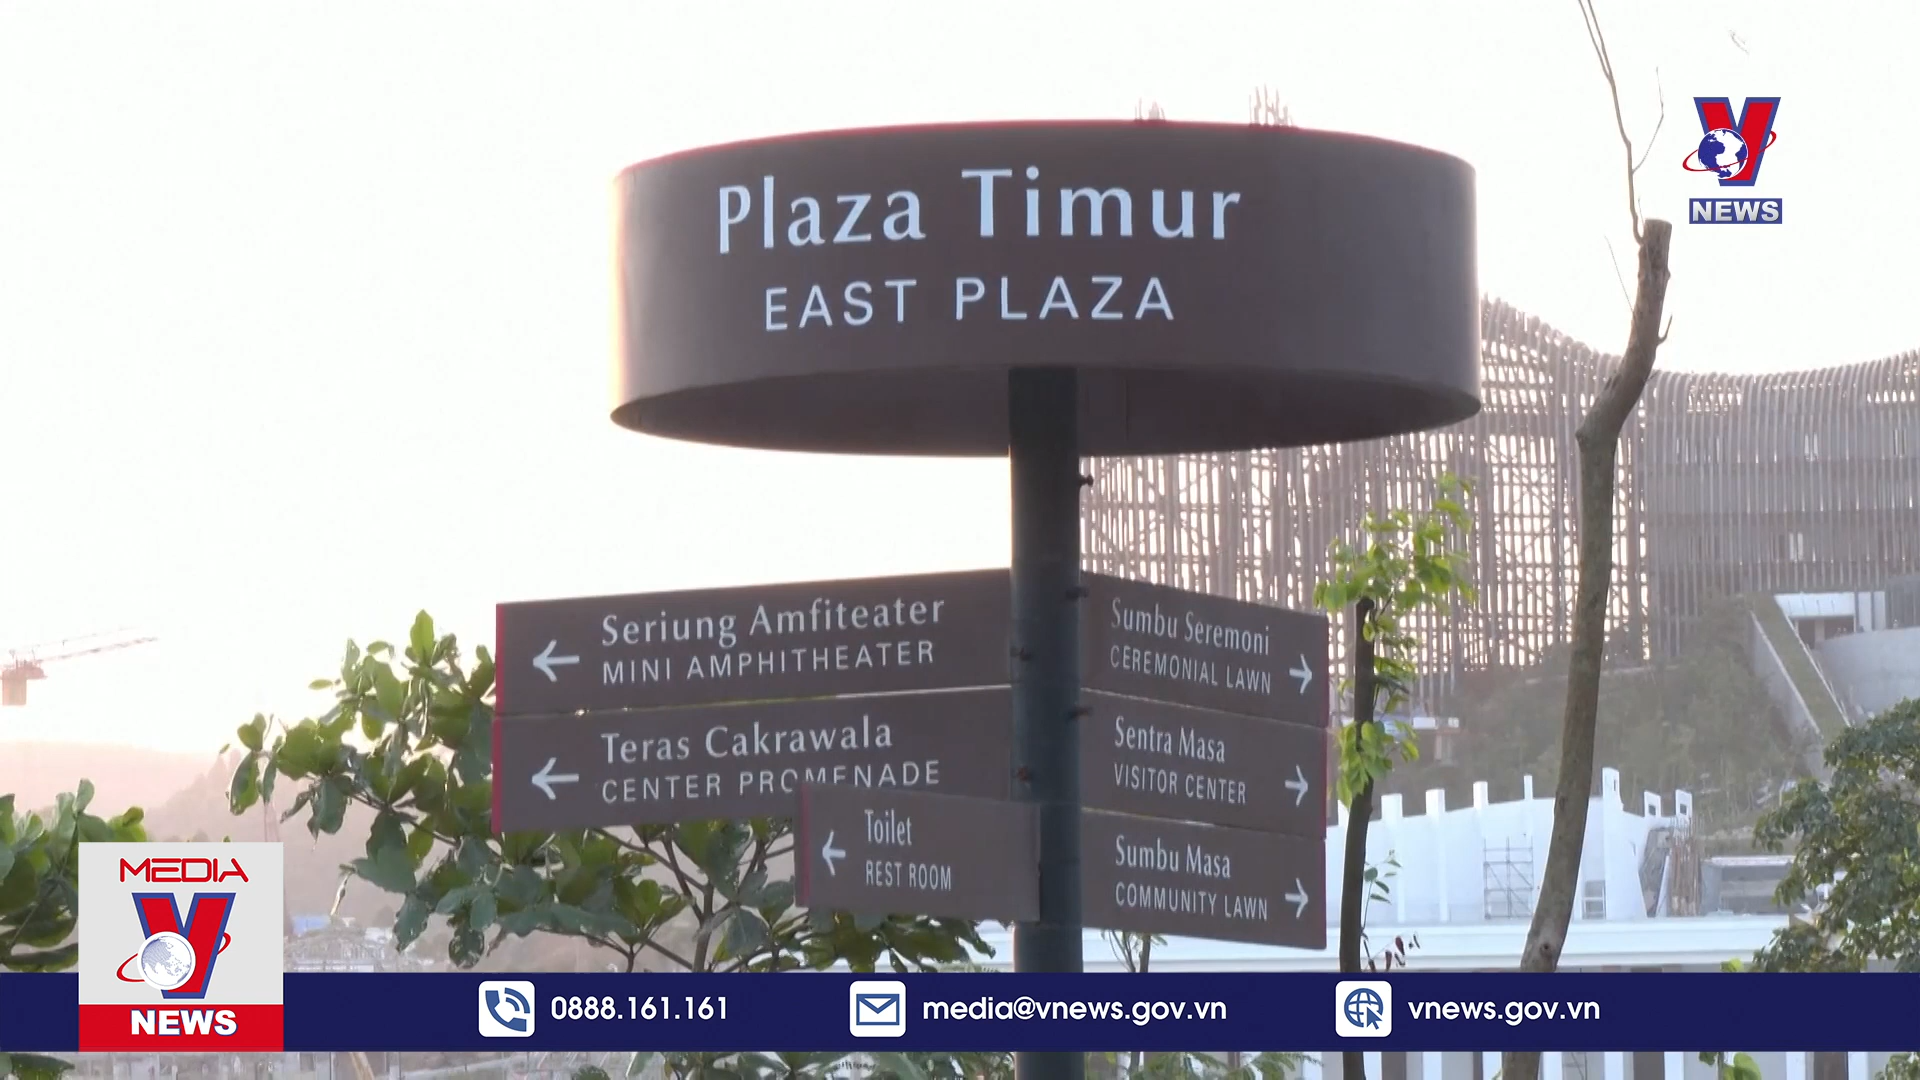 Plaza Timur
EAST PLAZA
Seriung Amfiteater
MINI AMPHITHEATER
Teras Cakrawala
CENTER PROMENADE
Toilet
REST ROOM
Sumbu Seremoni
CEREMONIAL LAWN
Sentra Masa
VISITOR CENTER
Sumbu Masa
COMMUNITY LAWN
V
NEWS
MEDIA
V
NEWS
0888.161.161
media@vnews.gov.vn
vnews.gov.vn